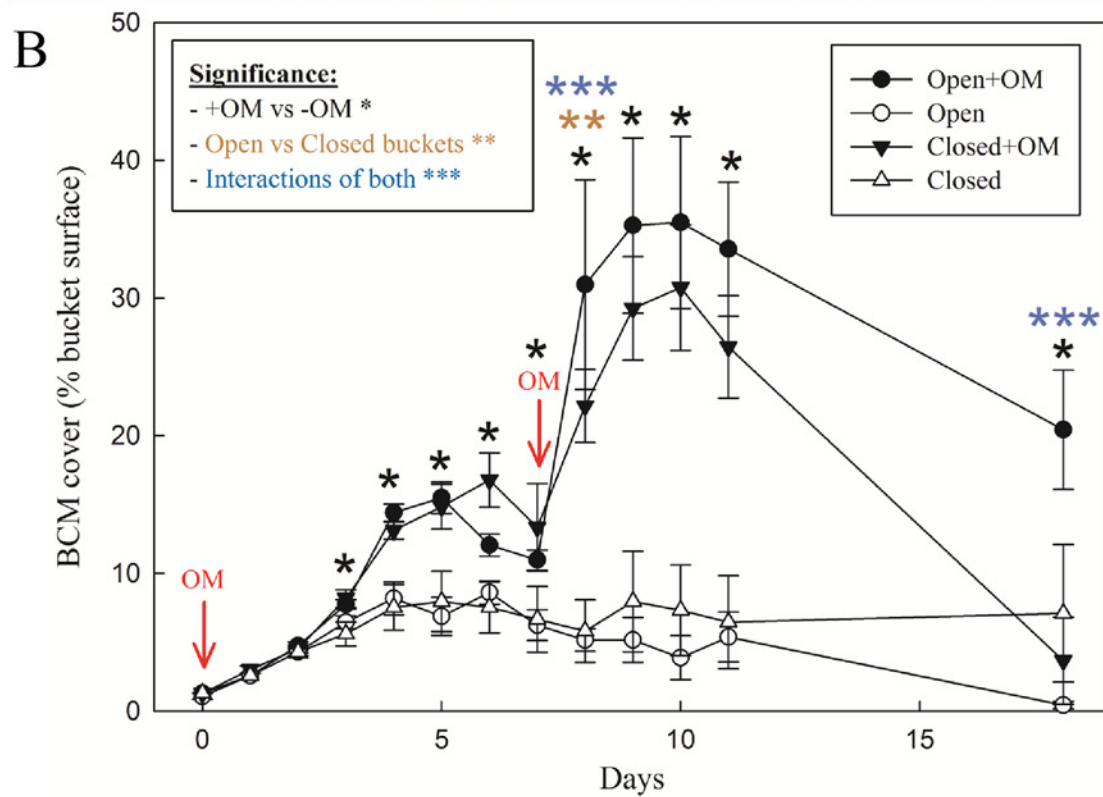 B
50
40
30
20
10
0
BCM cover (% bucket surface)
Significance:
- +OM vs -OM *
- Open vs Closed buckets **
- Interactions of both ***
Open+OM
Open
Closed+OM
Closed
***
**
*
*
*
*
*
*
*
*
*
***
*
OM
OM
0
5
10
15
Days